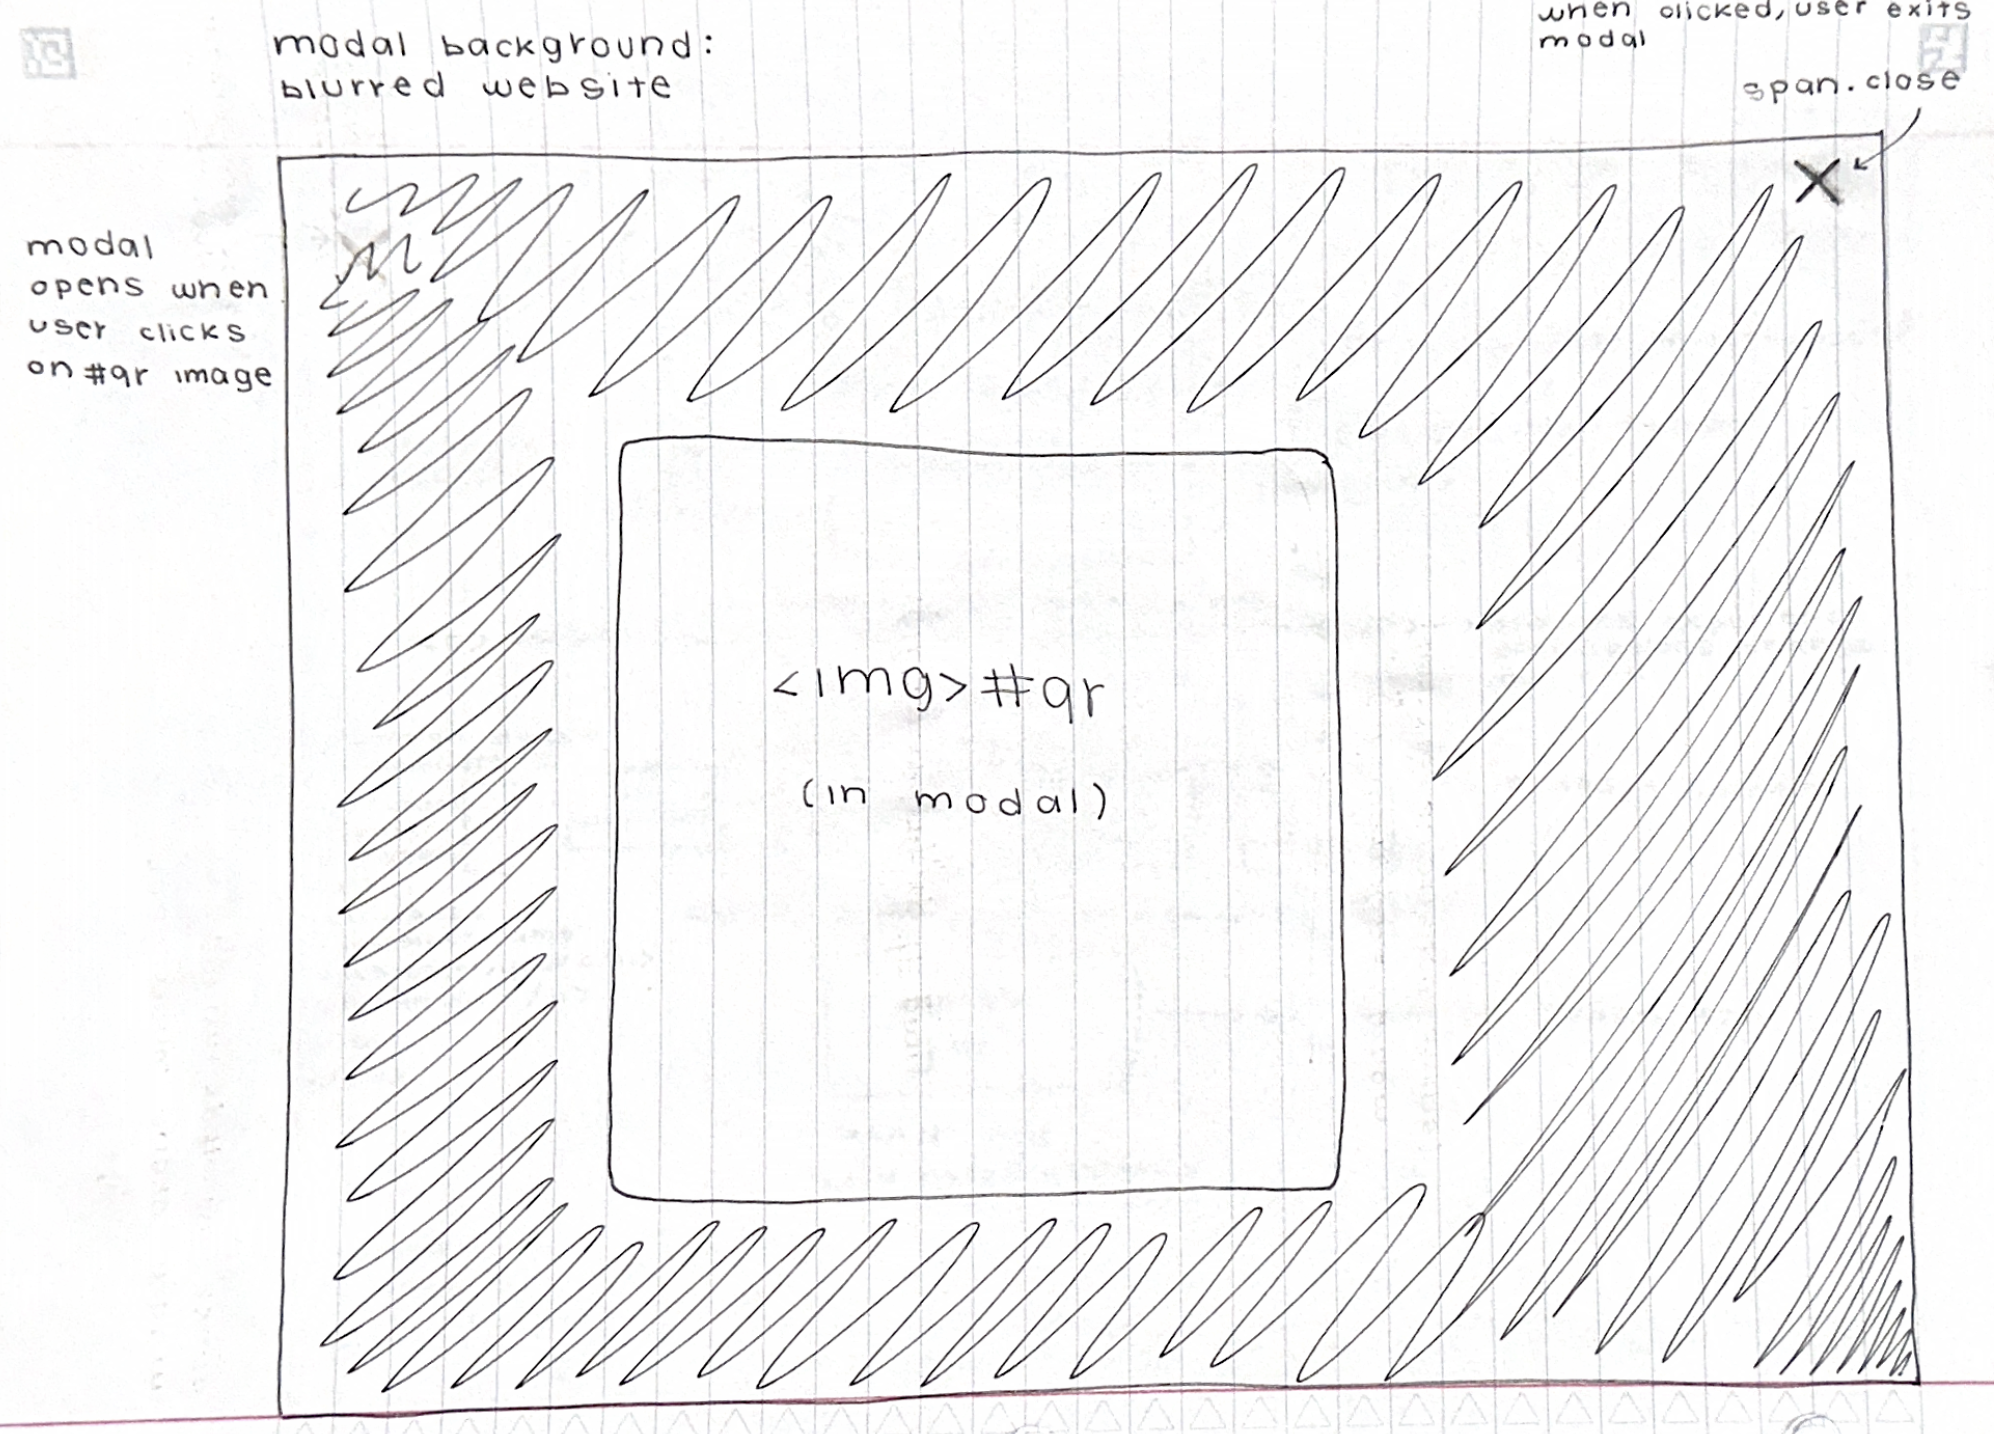 modal background:
blurred website
when clicked, user exits
modal
span.close
X
modal
opens when
user clicks
on #qr image
<img> #qr
(in modal)